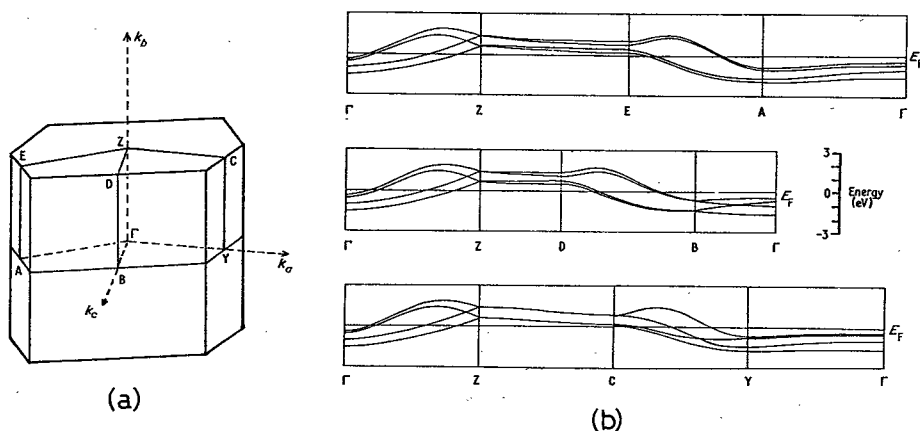 k_b
E
Z
C
D
Γ
A
Y
k_a
B
k_c
(a)
E_F
Γ Z E A Γ
3
0 Energy
(eV)
-3
E_F
Γ Z D B Γ
E_F
Γ Z C Y Γ
(b)